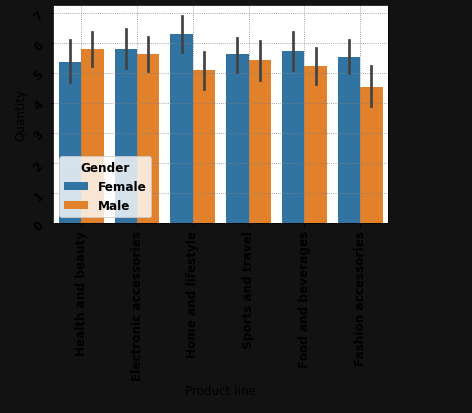 7
6
5
4
3
2
1
0
Quantity
Gender
Female
Male
Health and beauty
Electronic accessories
Home and lifestyle
Sports and travel
Food and beverages
Fashion accessories
Product line